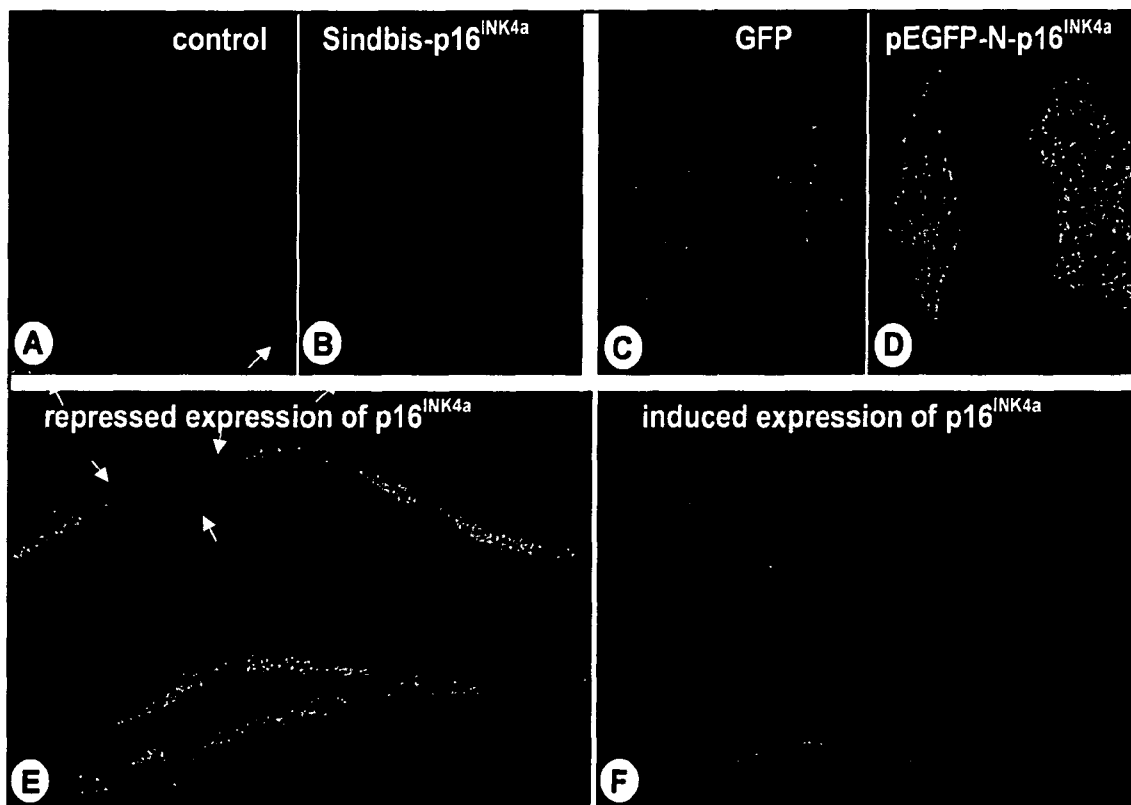 control
Sindbis-p16INK4a
GFP
pEGFP-N-p16INK4a
A
B
C
D
repressed expression of p16INK4a
induced expression of p16INK4a
E
F